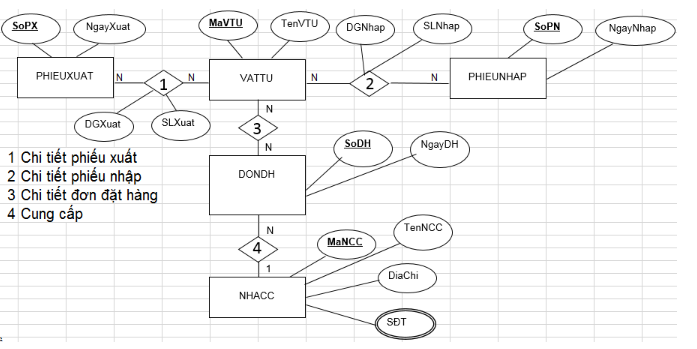 SoPX
NgayXuat
MaVTU
TenVTU
DGNhap
SLNhap
SoPN
NgayNhap
PHIEUXUAT
N
1
N
VATTU
N
2
N
PHIEUNHAP
DGXuat
SLXuat
N
3
N
1 Chi tiết phiếu xuất
2 Chi tiết phiếu nhập
3 Chi tiết đơn đặt hàng
4 Cung cấp
SoDH
NgayDH
DONDH
N
4
1
MaNCC
TenNCC
DiaChi
NHACC
SĐT